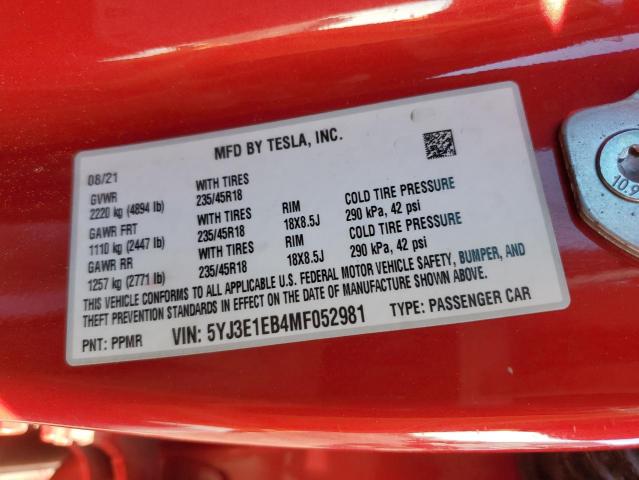 MFD BY TESLA, INC.
08/21
GVWR WITH TIRES
2220 kg (4894 lb) 235/45R18 RIM COLD TIRE PRESSURE
GAWR FRT WITH TIRES 18X8.5J 290 kPa, 42 psi
1110 kg (2447 lb) 235/45R18 RIM COLD TIRE PRESSURE
GAWR RR WITH TIRES 18X8.5J 290 kPa, 42 psi
1257 kg (2771 lb) 235/45R18
THIS VEHICLE CONFORMS TO ALL APPLICABLE U.S. FEDERAL MOTOR VEHICLE SAFETY, BUMPER, AND
THEFT PREVENTION STANDARDS IN EFFECT ON THE DATE OF MANUFACTURE SHOWN ABOVE.
PNT: PPMR VIN: 5YJ3E1EB4MF052981 TYPE: PASSENGER CAR
10.9